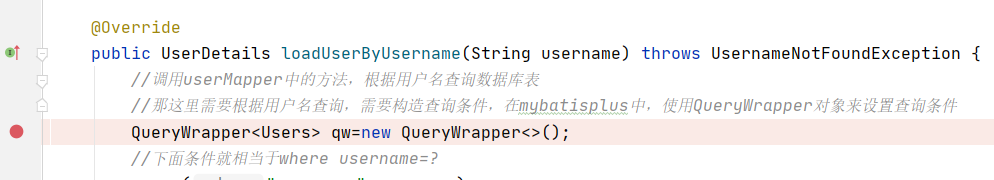 @Override
public UserDetails loadUserByUsername(String username) throws UsernameNotFoundException {
//调用userMapper中的方法，根据用户名查询数据库表
//那这里需要根据用户名查询，需要构造查询条件，在mybatisplus中，使用QueryWrapper对象来设置查询条件
QueryWrapper<Users> qw=new QueryWrapper<>();
//下面条件就相当于where username=?